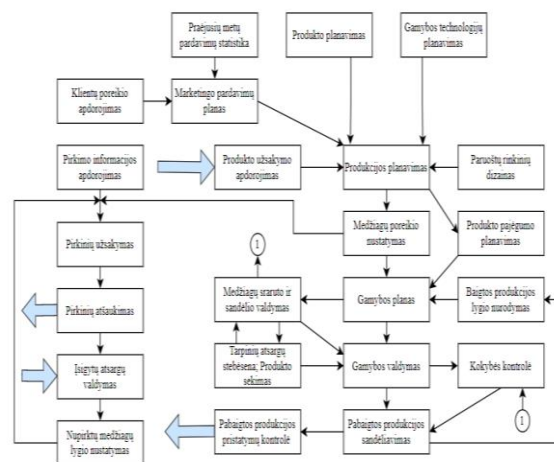 Praėjusių metų
pardavimų statistika
Produkto planavimas
Gamybos technologijų
planavimas
Klientų poreikio
apdorojimas
Marketingo pardavimų
planas
Pirkimo informacijos
apdorojimas
Produkto užsakymo
apdorojimas
Produkcijos planavimas
Paruoštų rinkinių
dizainas
Pirkinių užsakymas
Medžiagų poreikio
nustatymas
Produkto pajėgumo
planavimas
1
Pirkinių atšaukimas
Medžiagų sraruto ir
sandėlio valdymas
Gamybos planas
Baigtos produkcijos
lygio nurodymas
Įsigytų atsargų
valdymas
Tarpinių atsargų
stebėsena; Produkto
sekimas
Gamybos valdymas
Kokybės kontrolė
Nupirktų medžiagų
lygio nustatymas
Pabaigtos produkcijos
pristatymų kontrolė
Pabaigtos produkcijos
sandėliavimas
1